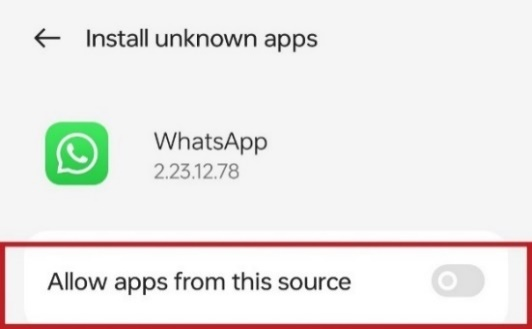 Install unknown apps
WhatsApp
2.23.12.78
Allow apps from this source